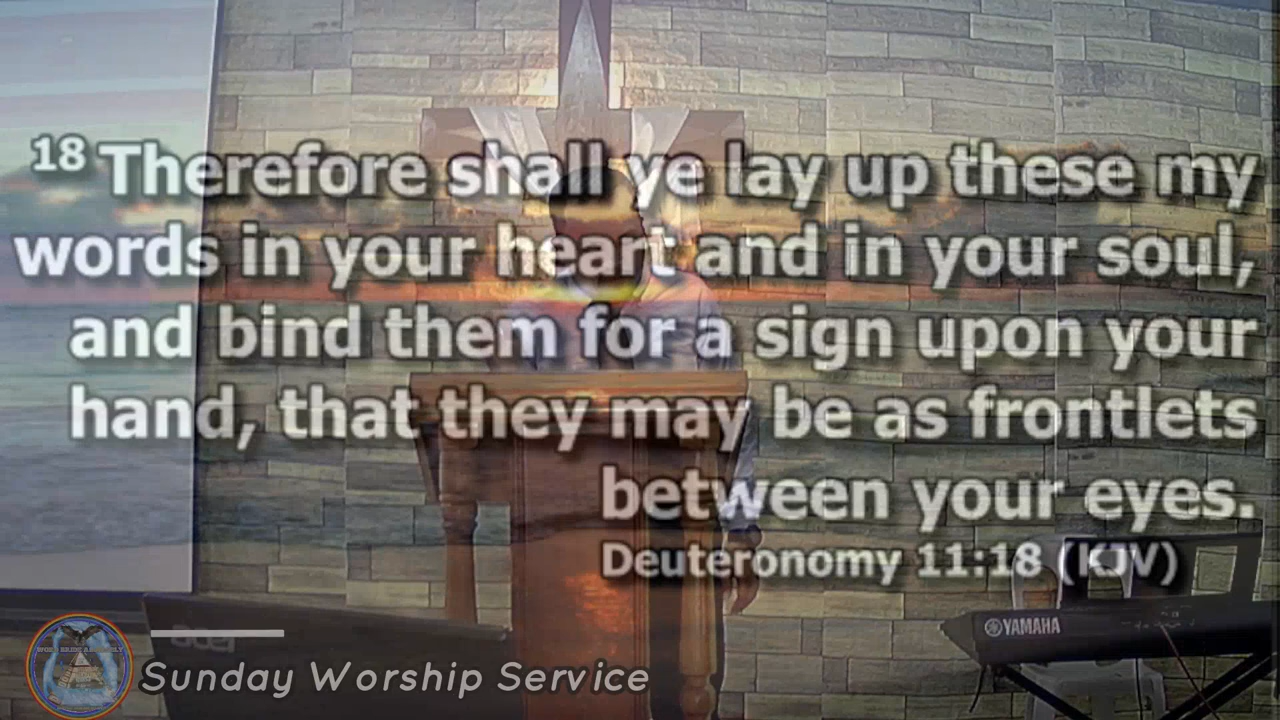 18 Therefore shall ye lay up these my
words in your heart and in your soul,
and bind them for a sign upon your
hand, that they may be as frontlets
between your eyes.
Deuteronomy 11:18 (KJV)
YAMAHA
acer
Sunday Worship Service